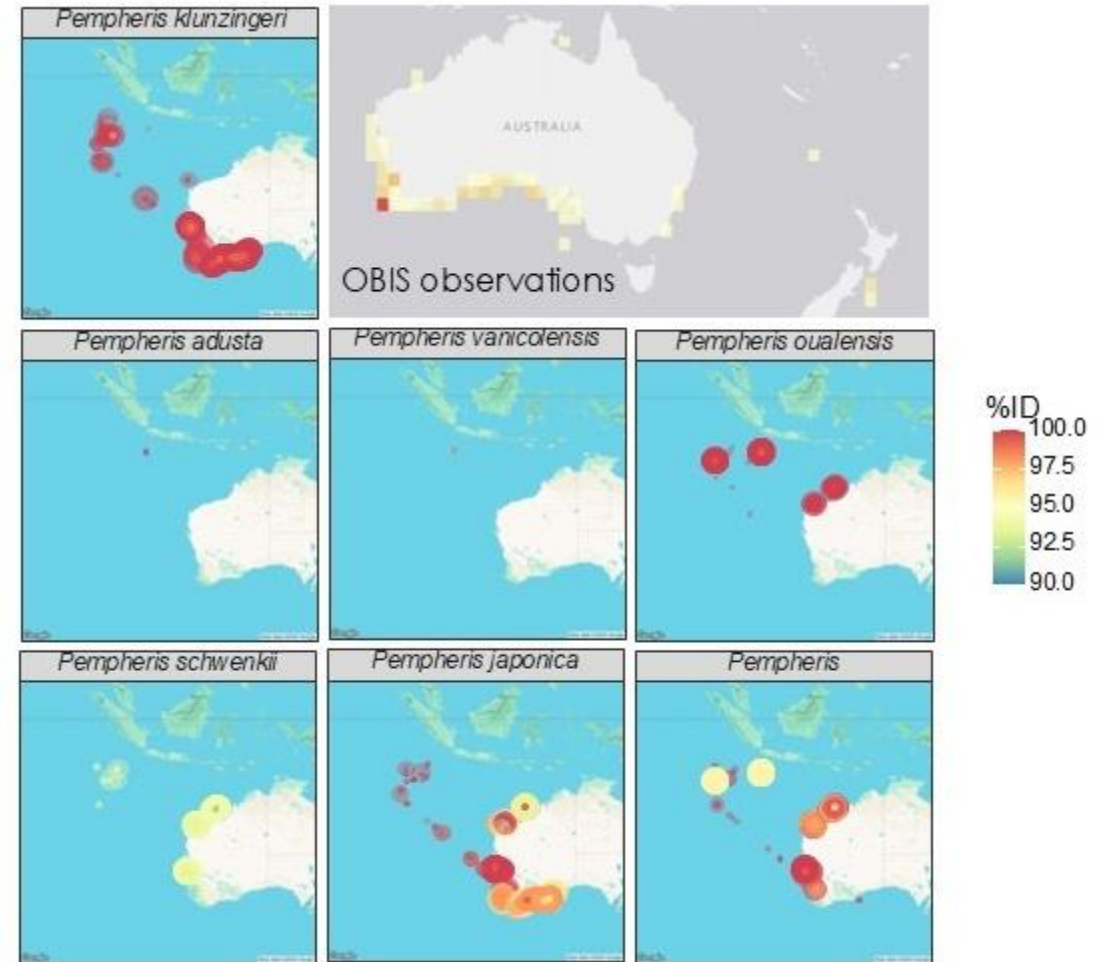 Pempheris klunzingeri
AUSTRALIA
OBIS observations
Pempheris adusta
Pempheris vanicolensis
Pempheris oualensis
%ID
100.0
97.5
95.0
92.5
90.0
Pempheris schwenkii
Pempheris japonica
Pempheris